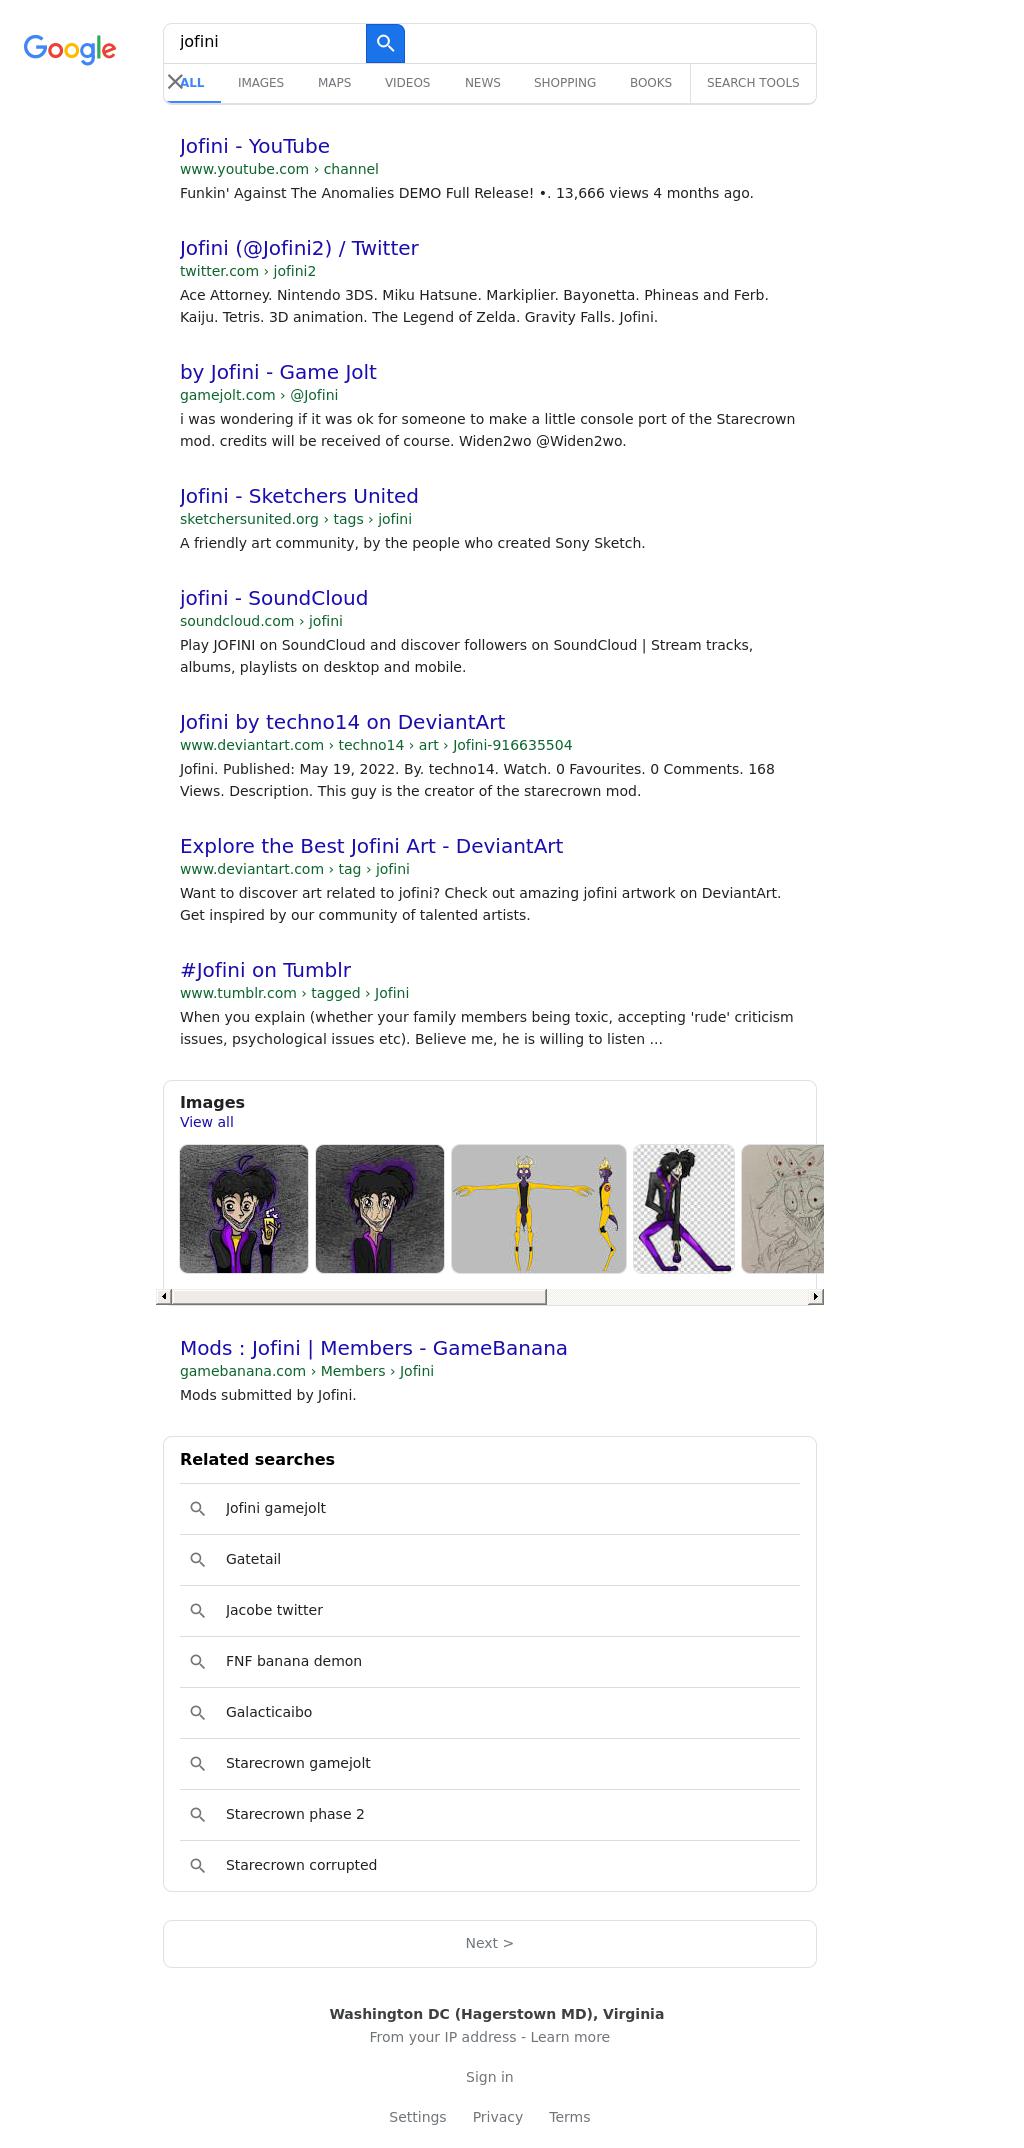 Google
jofini
ALL IMAGES MAPS VIDEOS NEWS SHOPPING BOOKS SEARCH TOOLS
Jofini - YouTube
www.youtube.com › channel
Funkin' Against The Anomalies DEMO Full Release! •. 13,666 views 4 months ago.
Jofini (@Jofini2) / Twitter
twitter.com › jofini2
Ace Attorney. Nintendo 3DS. Miku Hatsune. Markiplier. Bayonetta. Phineas and Ferb.
Kaiju. Tetris. 3D animation. The Legend of Zelda. Gravity Falls. Jofini.
by Jofini - Game Jolt
gamejolt.com › @Jofini
i was wondering if it was ok for someone to make a little console port of the Starecrown
mod. credits will be received of course. Widen2wo @Widen2wo.
Jofini - Sketchers United
sketchersunited.org › tags › jofini
A friendly art community, by the people who created Sony Sketch.
jofini - SoundCloud
soundcloud.com › jofini
Play JOFINI on SoundCloud and discover followers on SoundCloud | Stream tracks,
albums, playlists on desktop and mobile.
Jofini by techno14 on DeviantArt
www.deviantart.com › techno14 › art › Jofini-916635504
Jofini. Published: May 19, 2022. By. techno14. Watch. 0 Favourites. 0 Comments. 168
Views. Description. This guy is the creator of the starecrown mod.
Explore the Best Jofini Art - DeviantArt
www.deviantart.com › tag › jofini
Want to discover art related to jofini? Check out amazing jofini artwork on DeviantArt.
Get inspired by our community of talented artists.
#Jofini on Tumblr
www.tumblr.com › tagged › Jofini
When you explain (whether your family members being toxic, accepting 'rude' criticism
issues, psychological issues etc). Believe me, he is willing to listen ...
Images
View all
Mods : Jofini | Members - GameBanana
gamebanana.com › Members › Jofini
Mods submitted by Jofini.
Related searches
Jofini gamejolt
Gatetail
Jacobe twitter
FNF banana demon
Galacticaibo
Starecrown gamejolt
Starecrown phase 2
Starecrown corrupted
Next >
Washington DC (Hagerstown MD), Virginia
From your IP address - Learn more
Sign in
Settings Privacy Terms